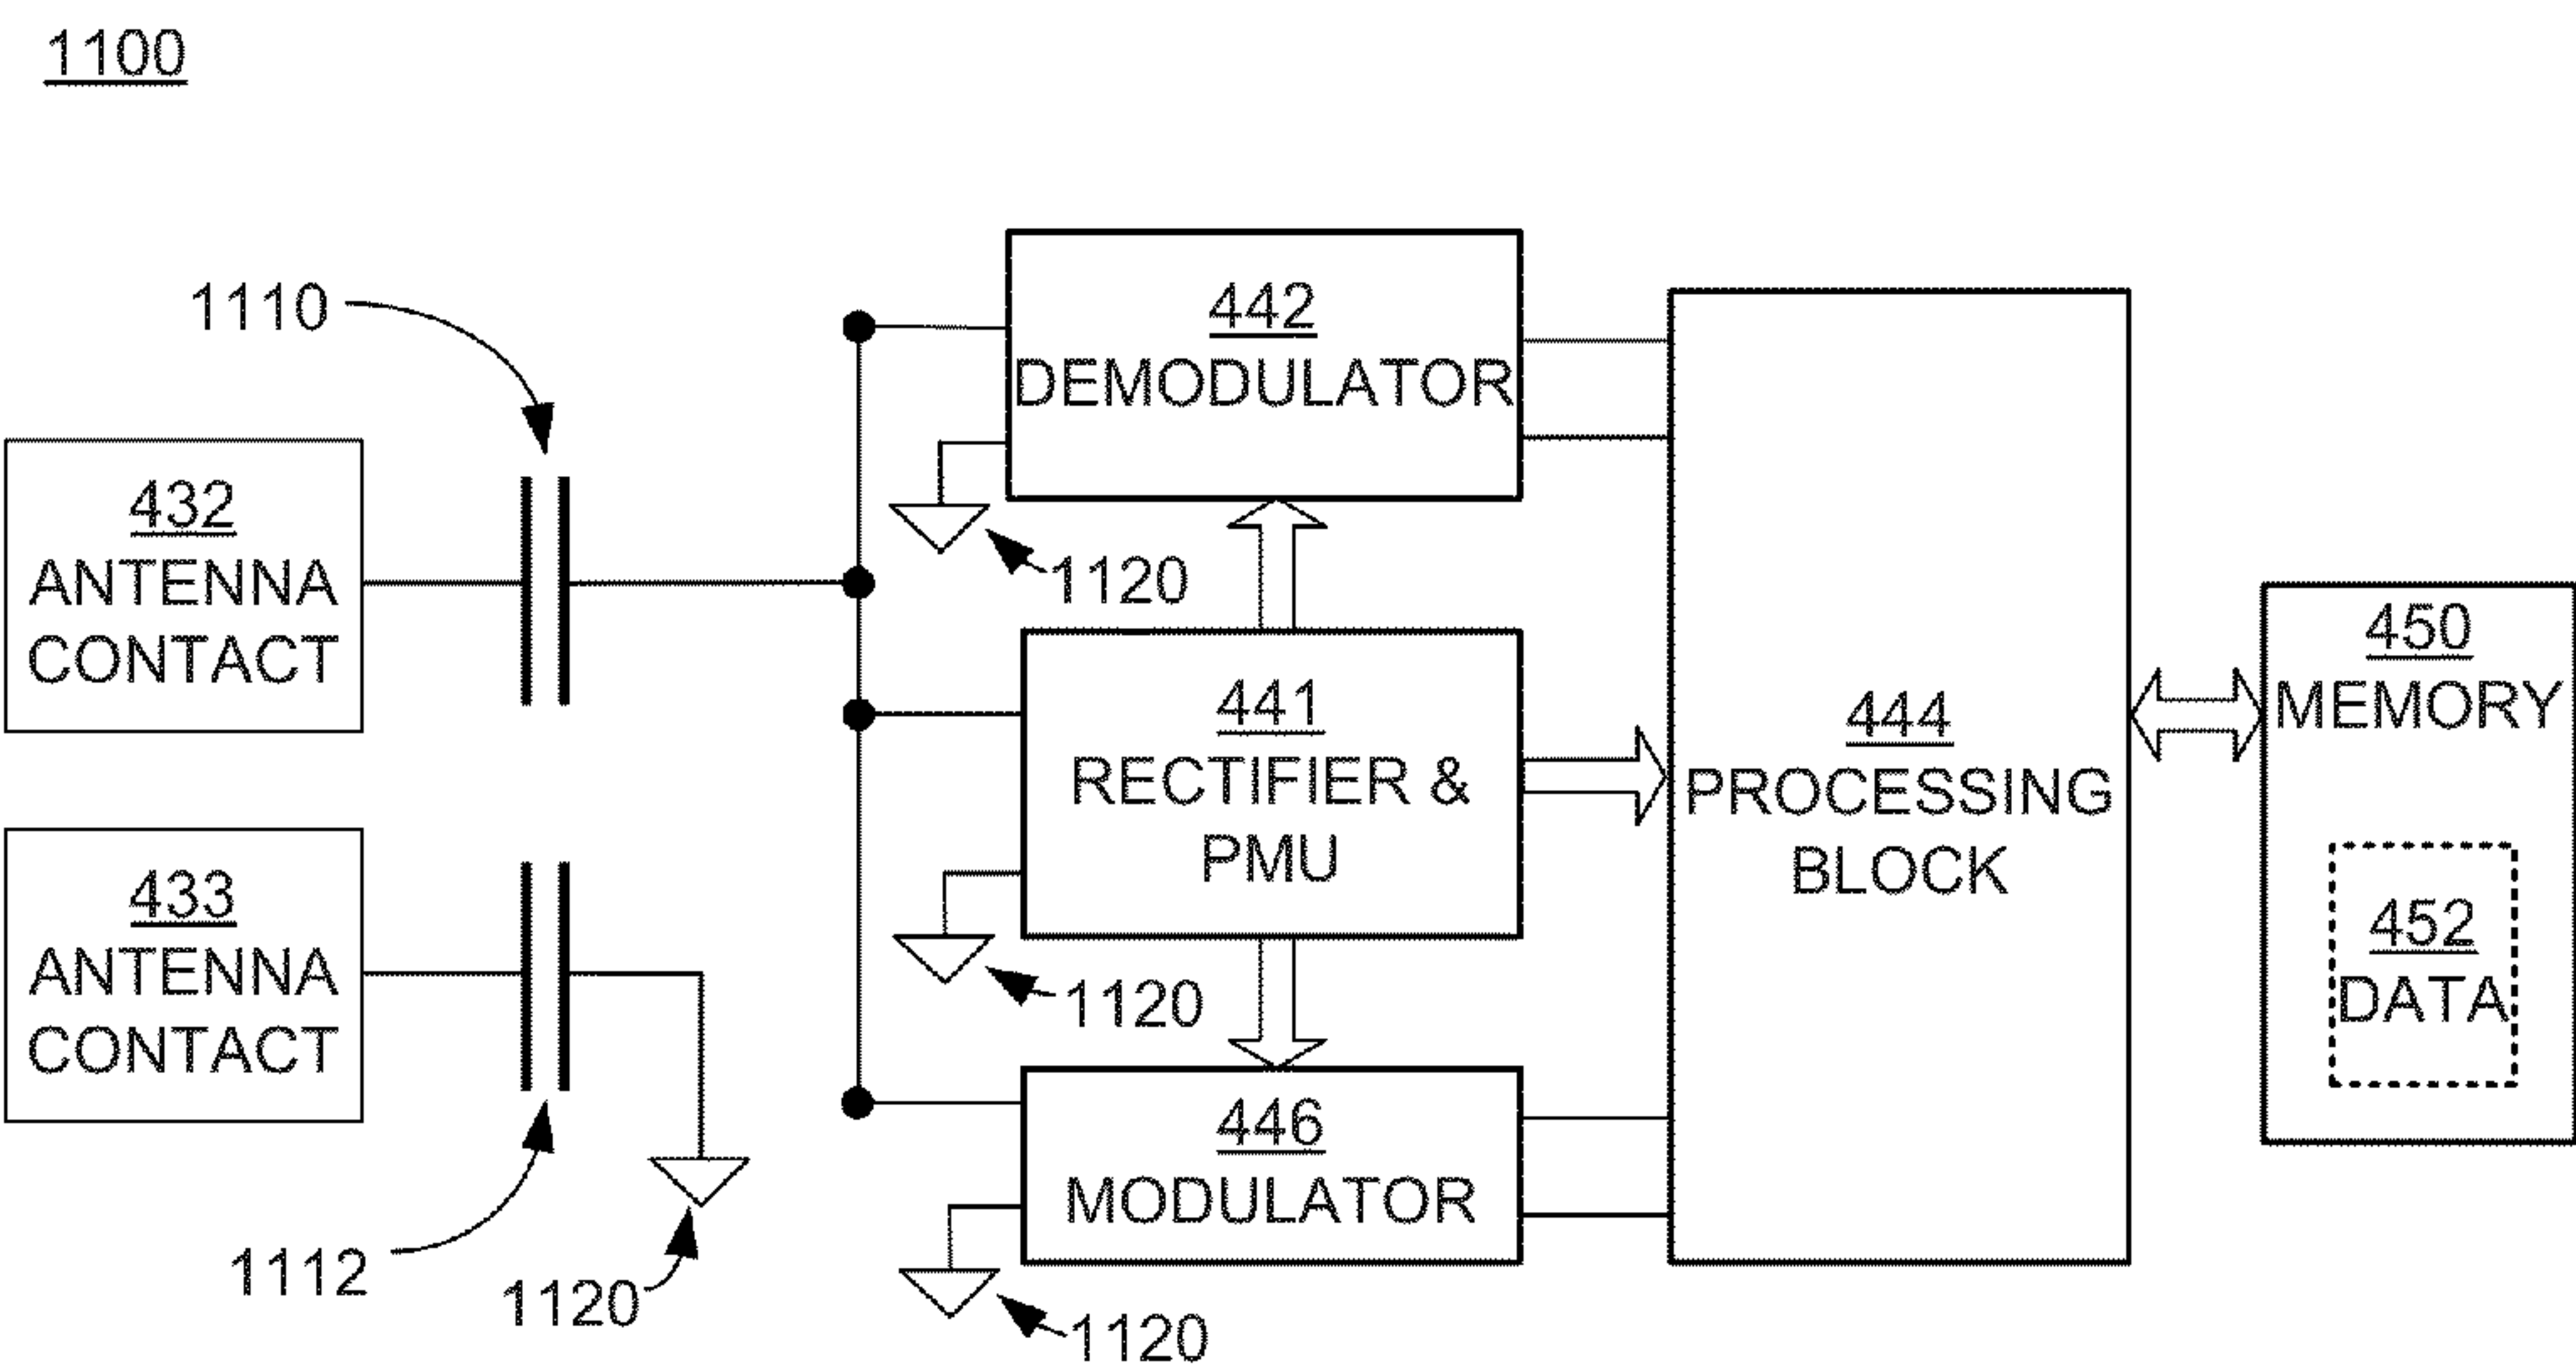 1100
1110
432
ANTENNA
CONTACT
433
ANTENNA
CONTACT
1112
1120
442
DEMODULATOR
1120
441
RECTIFIER &
PMU
1120
446
MODULATOR
1120
444
PROCESSING
BLOCK
450
MEMORY
452
DATA